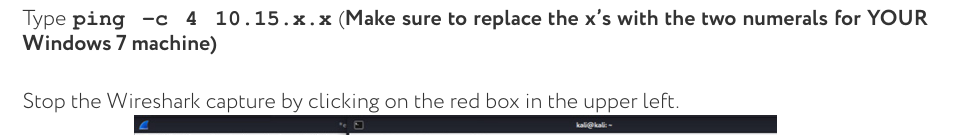 Type ping -c 4 10.15.x.x (Make sure to replace the x's with the two numerals for YOUR
Windows 7 machine)
Stop the Wireshark capture by clicking on the red box in the upper left.
kali@kali: ~